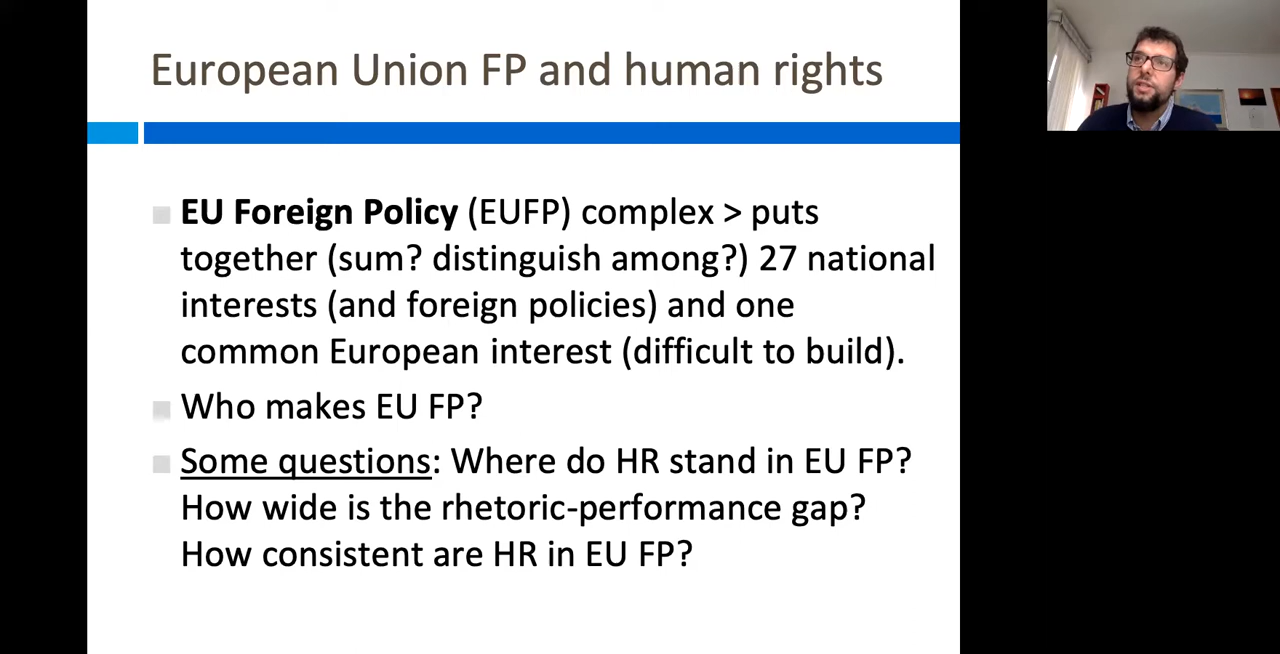 European Union FP and human rights
EU Foreign Policy (EUFP) complex > puts
together (sum? distinguish among?) 27 national
interests (and foreign policies) and one
common European interest (difficult to build).
Who makes EU FP?
Some questions: Where do HR stand in EU FP?
How wide is the rhetoric-performance gap?
How consistent are HR in EU FP?